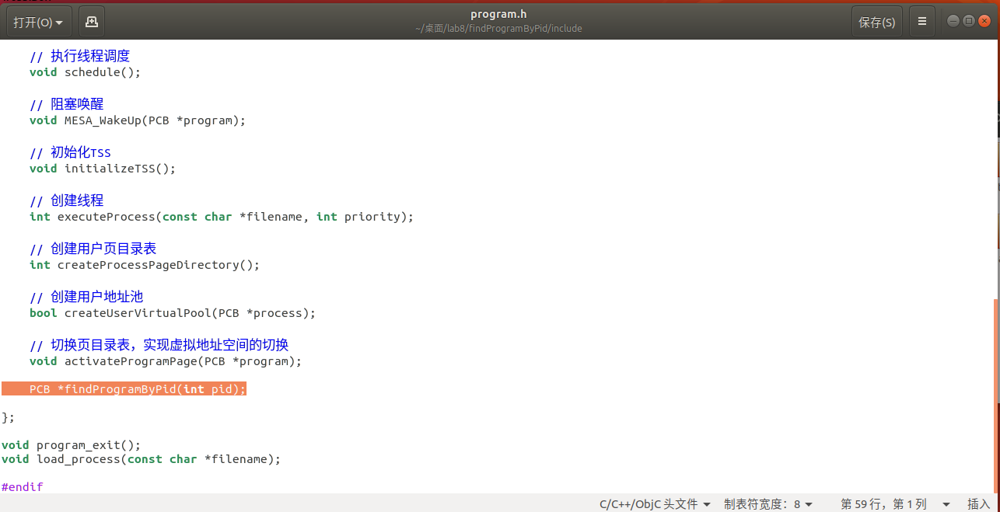 打开(O)
program.h
~/桌面/lab8/findProgramByPid/include
保存(S)
// 执行线程调度
void schedule();
// 阻塞唤醒
void MESA_WakeUp(PCB *program);
// 初始化TSS
void initializeTSS();
// 创建线程
int executeProcess(const char *filename, int priority);
// 创建用户页目录表
int createProcessPageDirectory();
// 创建用户地址池
bool createUserVirtualPool(PCB *process);
// 切换页目录表，实现虚拟地址空间的切换
void activateProgramPage(PCB *program);
PCB *findProgramByPid(int pid);
};
void program_exit();
void load_process(const char *filename);
#endif
C/C++/ObjC 头文件 制表符宽度：8 第 59 行，第 1 列 插入